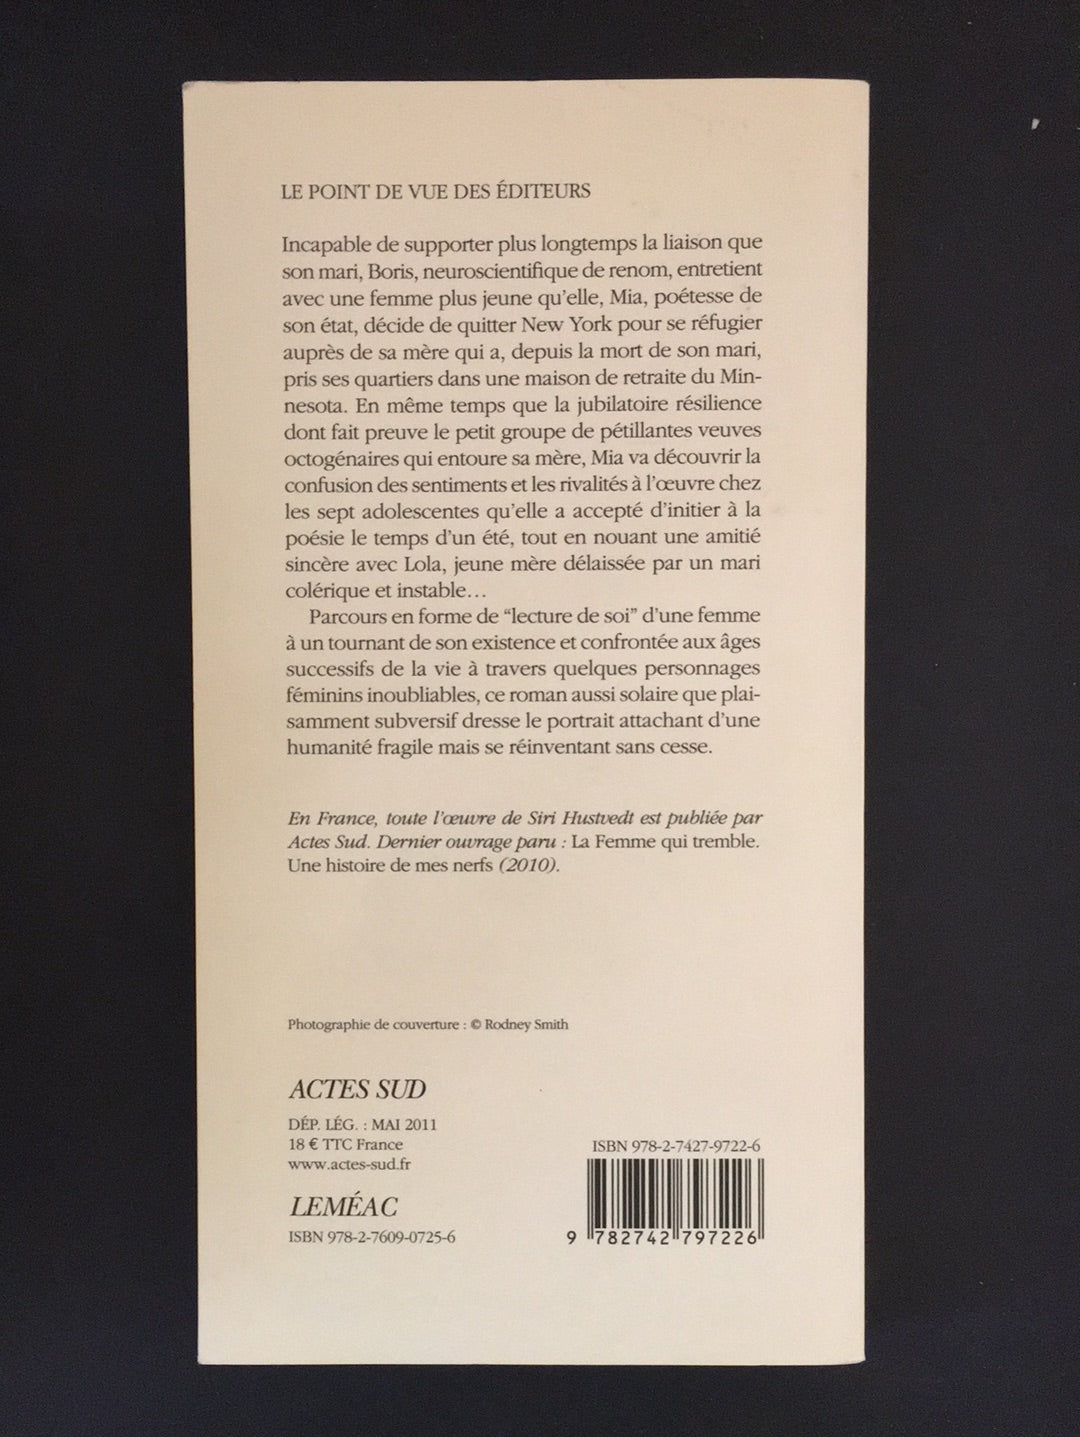 LE POINT DE VUE DES ÉDITEURS
Incapable de supporter plus longtemps la liaison que
son mari, Boris, neuroscientifique de renom, entretient
avec une femme plus jeune qu'elle, Mia, poétesse de
son état, décide de quitter New York pour se réfugier
auprès de sa mère qui a, depuis la mort de son mari,
pris ses quartiers dans une maison de retraite du Min-
nesota. En même temps que la jubilatoire résilience
dont fait preuve le petit groupe de pétillantes veuves
octogénaires qui entoure sa mère, Mia va découvrir la
confusion des sentiments et les rivalités à l'œuvre chez
les sept adolescentes qu'elle a accepté d'initier à la
poésie le temps d'un été, tout en nouant une amitié
sincère avec Lola, jeune mère délaissée par un mari
colérique et instable…
Parcours en forme de “lecture de soi” d'une femme
à un tournant de son existence et confrontée aux âges
successifs de la vie à travers quelques personnages
féminins inoubliables, ce roman aussi solaire que plai-
samment subversif dresse le portrait attachant d'une
humanité fragile mais se réinventant sans cesse.
En France, toute l'œuvre de Siri Hustvedt est publiée par
Actes Sud. Dernier ouvrage paru : La Femme qui tremble.
Une histoire de mes nerfs (2010).
Photographie de couverture : © Rodney Smith
ACTES SUD
DÉP. LÉG. : MAI 2011
18 € TTC France
www.actes-sud.fr
LEMÉAC
ISBN 978-2-7609-0725-6
ISBN 978-2-7427-9722-6
9 782742 797226